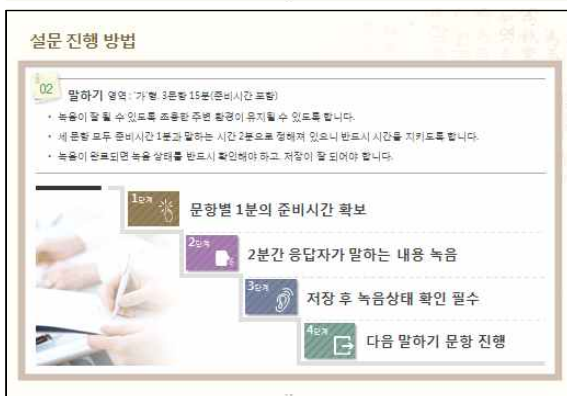 설문 진행 방법
02
말하기 영역 : '가'형. 3문항 15분(준비시간 포함)
• 녹음이 잘 될 수 있도록 조용한 주변 환경이 유지될 수 있도록 합니다.
• 세 문항 모두 준비시간 1분과 말하는 시간 2분으로 정해져 있으니 반드시 시간을 지키도록 합니다.
• 녹음이 완료되면 녹음 상태를 반드시 확인해야 하고, 저장이 잘 되어야 합니다.
1단계
문항별 1분의 준비시간 확보
2단계
2분간 응답자가 말하는 내용 녹음
3단계
저장 후 녹음상태 확인 필수
4단계
다음 말하기 문항 진행